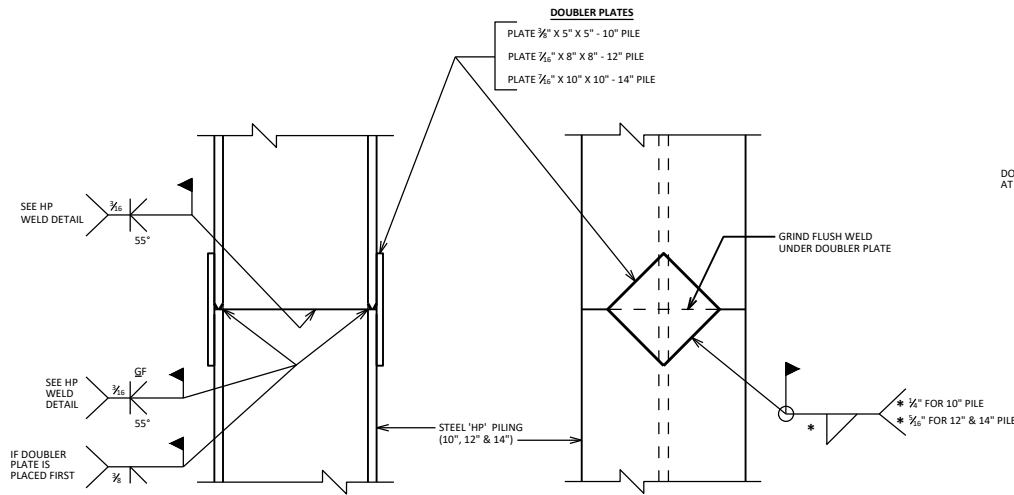 DOUBLER PLATES
PLATE ⅜" X 5" X 5" - 10" PILE
PLATE 7⁄16" X 8" X 8" - 12" PILE
PLATE 7⁄16" X 10" X 10" - 14" PILE
DO
AT
SEE HP
WELD DETAIL
3⁄16
55°
GRIND FLUSH WELD
UNDER DOUBLER PLATE
SEE HP
WELD
DETAIL
3⁄16
GF
55°
* ¼" FOR 10" PILE
* 5⁄16" FOR 12" & 14" PILE
*
STEEL 'HP' PILING
(10", 12" & 14")
IF DOUBLER
PLATE IS
PLACED FIRST
⅜